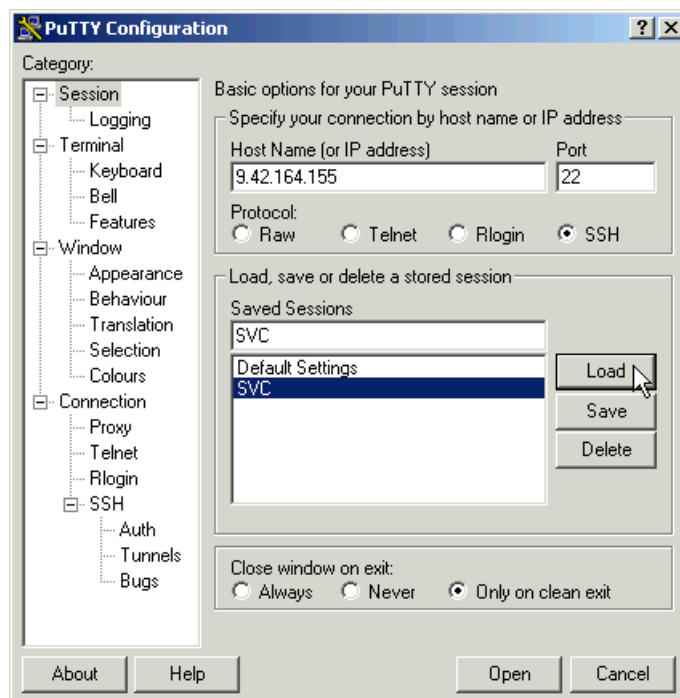 PuTTY Configuration
Category:
Session
Logging
Terminal
Keyboard
Bell
Features
Window
Appearance
Behaviour
Translation
Selection
Colours
Connection
Proxy
Telnet
Rlogin
SSH
Auth
Tunnels
Bugs
Basic options for your PuTTY session
Specify your connection by host name or IP address
Host Name (or IP address) Port
9.42.164.155 22
Protocol:
Raw Telnet Rlogin SSH
Load, save or delete a stored session
Saved Sessions
SVC
Default Settings
SVC
Load
Save
Delete
Close window on exit:
Always Never Only on clean exit
About Help Open Cancel